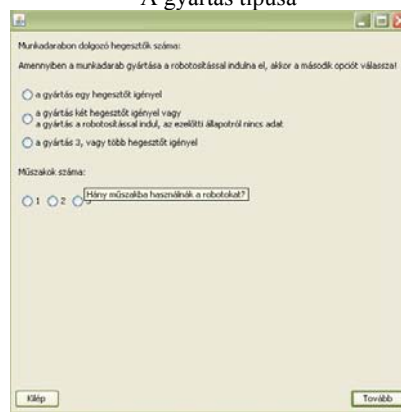 A gyártás típusa
Munkadarabon dolgozó hegesztők száma:
Amennyiben a munkadarab gyártása a robotosítással indulna el, akkor a második opciót válassza!
a gyártás egy hegesztőt igényel
a gyártás két hegesztőt igényel vagy
a gyártás a robotosítással indul, az ezelőtti állapotról nincs adat
a gyártás 3, vagy több hegesztőt igényel
Műszakok száma:
1 2
Hány műszakba használnák a robotokat?
Kilép
Tovább